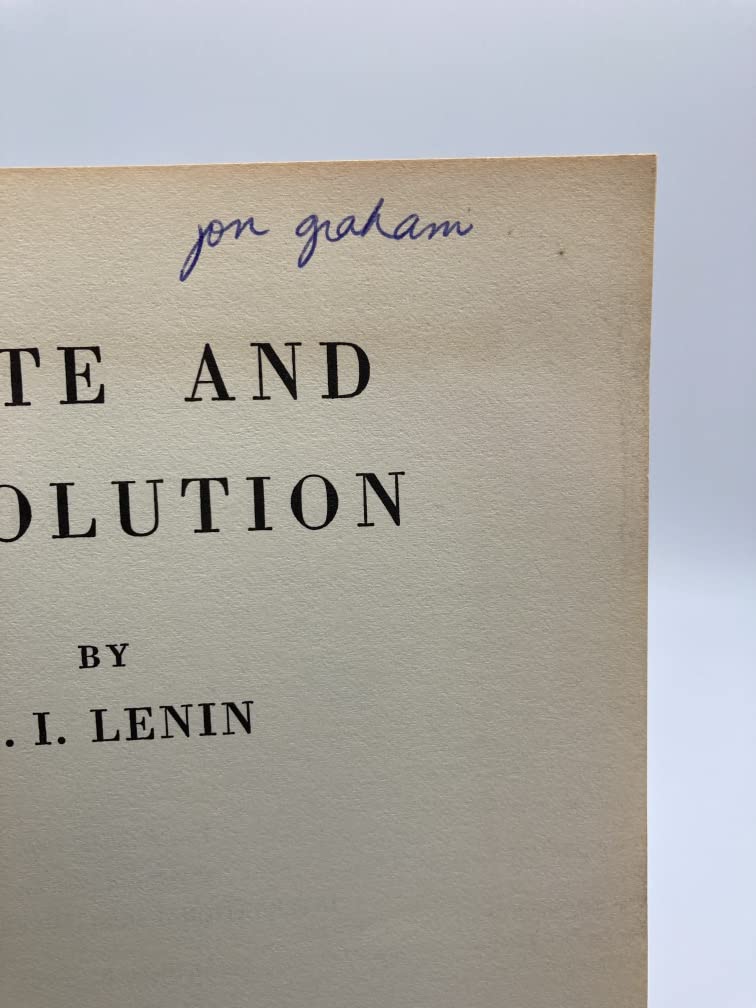 jon graham
TE AND
OLUTION
BY
. I. LENIN